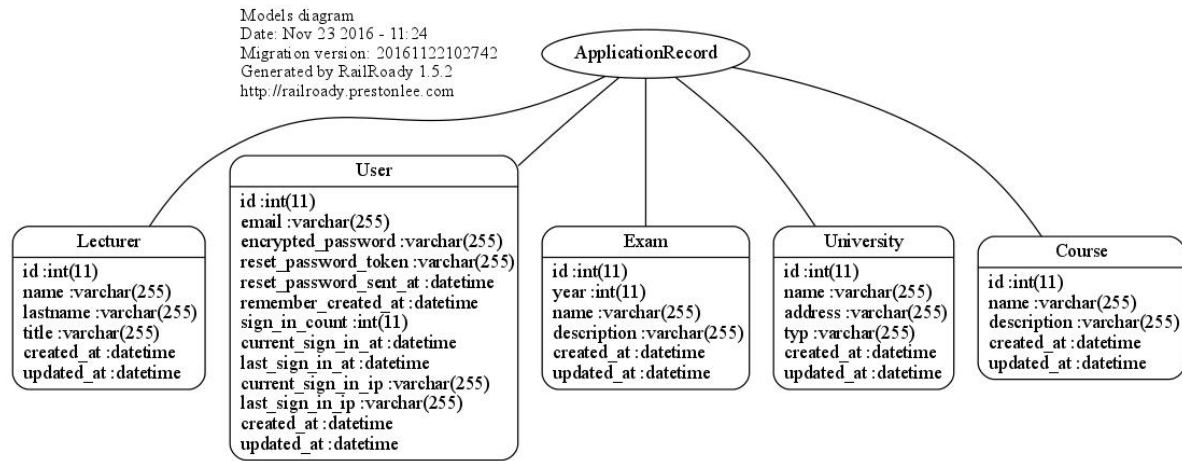 Models diagram
Date: Nov 23 2016 - 11:24
Migration version: 20161122102742
Generated by RailRoady 1.5.2
http://railroady.prestonlee.com
ApplicationRecord
Lecturer
id :int(11)
name :varchar(255)
lastname :varchar(255)
title :varchar(255)
created_at :datetime
updated_at :datetime
User
id :int(11)
email :varchar(255)
encrypted_password :varchar(255)
reset_password_token :varchar(255)
reset_password_sent_at :datetime
remember_created_at :datetime
sign_in_count :int(11)
current_sign_in_at :datetime
last_sign_in_at :datetime
current_sign_in_ip :varchar(255)
last_sign_in_ip :varchar(255)
created_at :datetime
updated_at :datetime
Exam
id :int(11)
year :int(11)
name :varchar(255)
description :varchar(255)
created_at :datetime
updated_at :datetime
University
id :int(11)
name :varchar(255)
address :varchar(255)
typ :varchar(255)
created_at :datetime
updated_at :datetime
Course
id :int(11)
name :varchar(255)
description :varchar(255)
created_at :datetime
updated_at :datetime